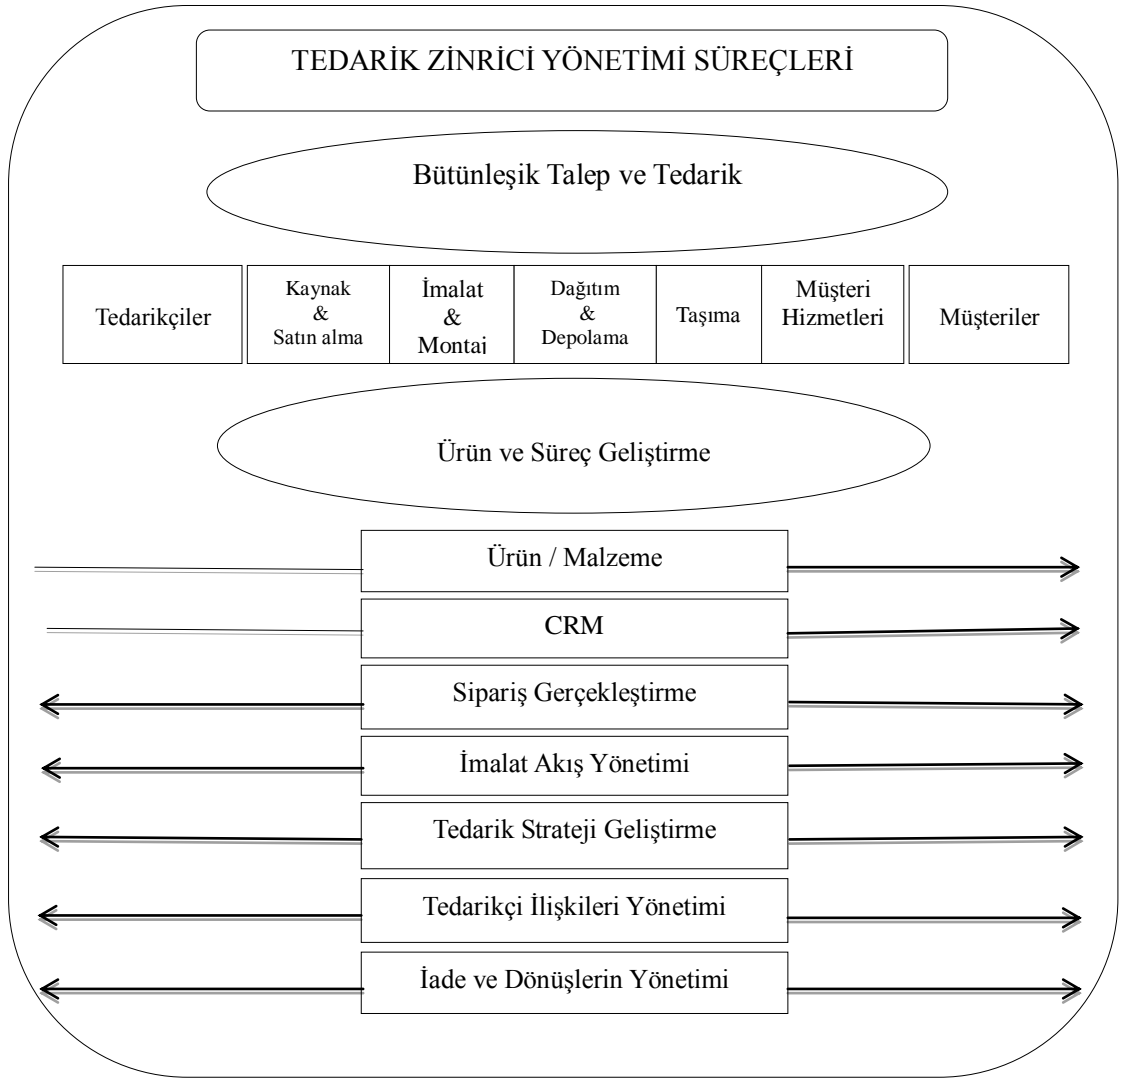 TEDARİK ZİNRİCİ YÖNETİMİ SÜREÇLERİ
Bütünleşik Talep ve Tedarik
Tedarikçiler
Kaynak
&
Satın alma
İmalat
&
Montaj
Dağıtım
&
Depolama
Taşıma
Müşteri
Hizmetleri
Müşteriler
Ürün ve Süreç Geliştirme
Ürün / Malzeme
CRM
Sipariş Gerçekleştirme
İmalat Akış Yönetimi
Tedarik Strateji Geliştirme
Tedarikçi İlişkileri Yönetimi
İade ve Dönüşlerin Yönetimi